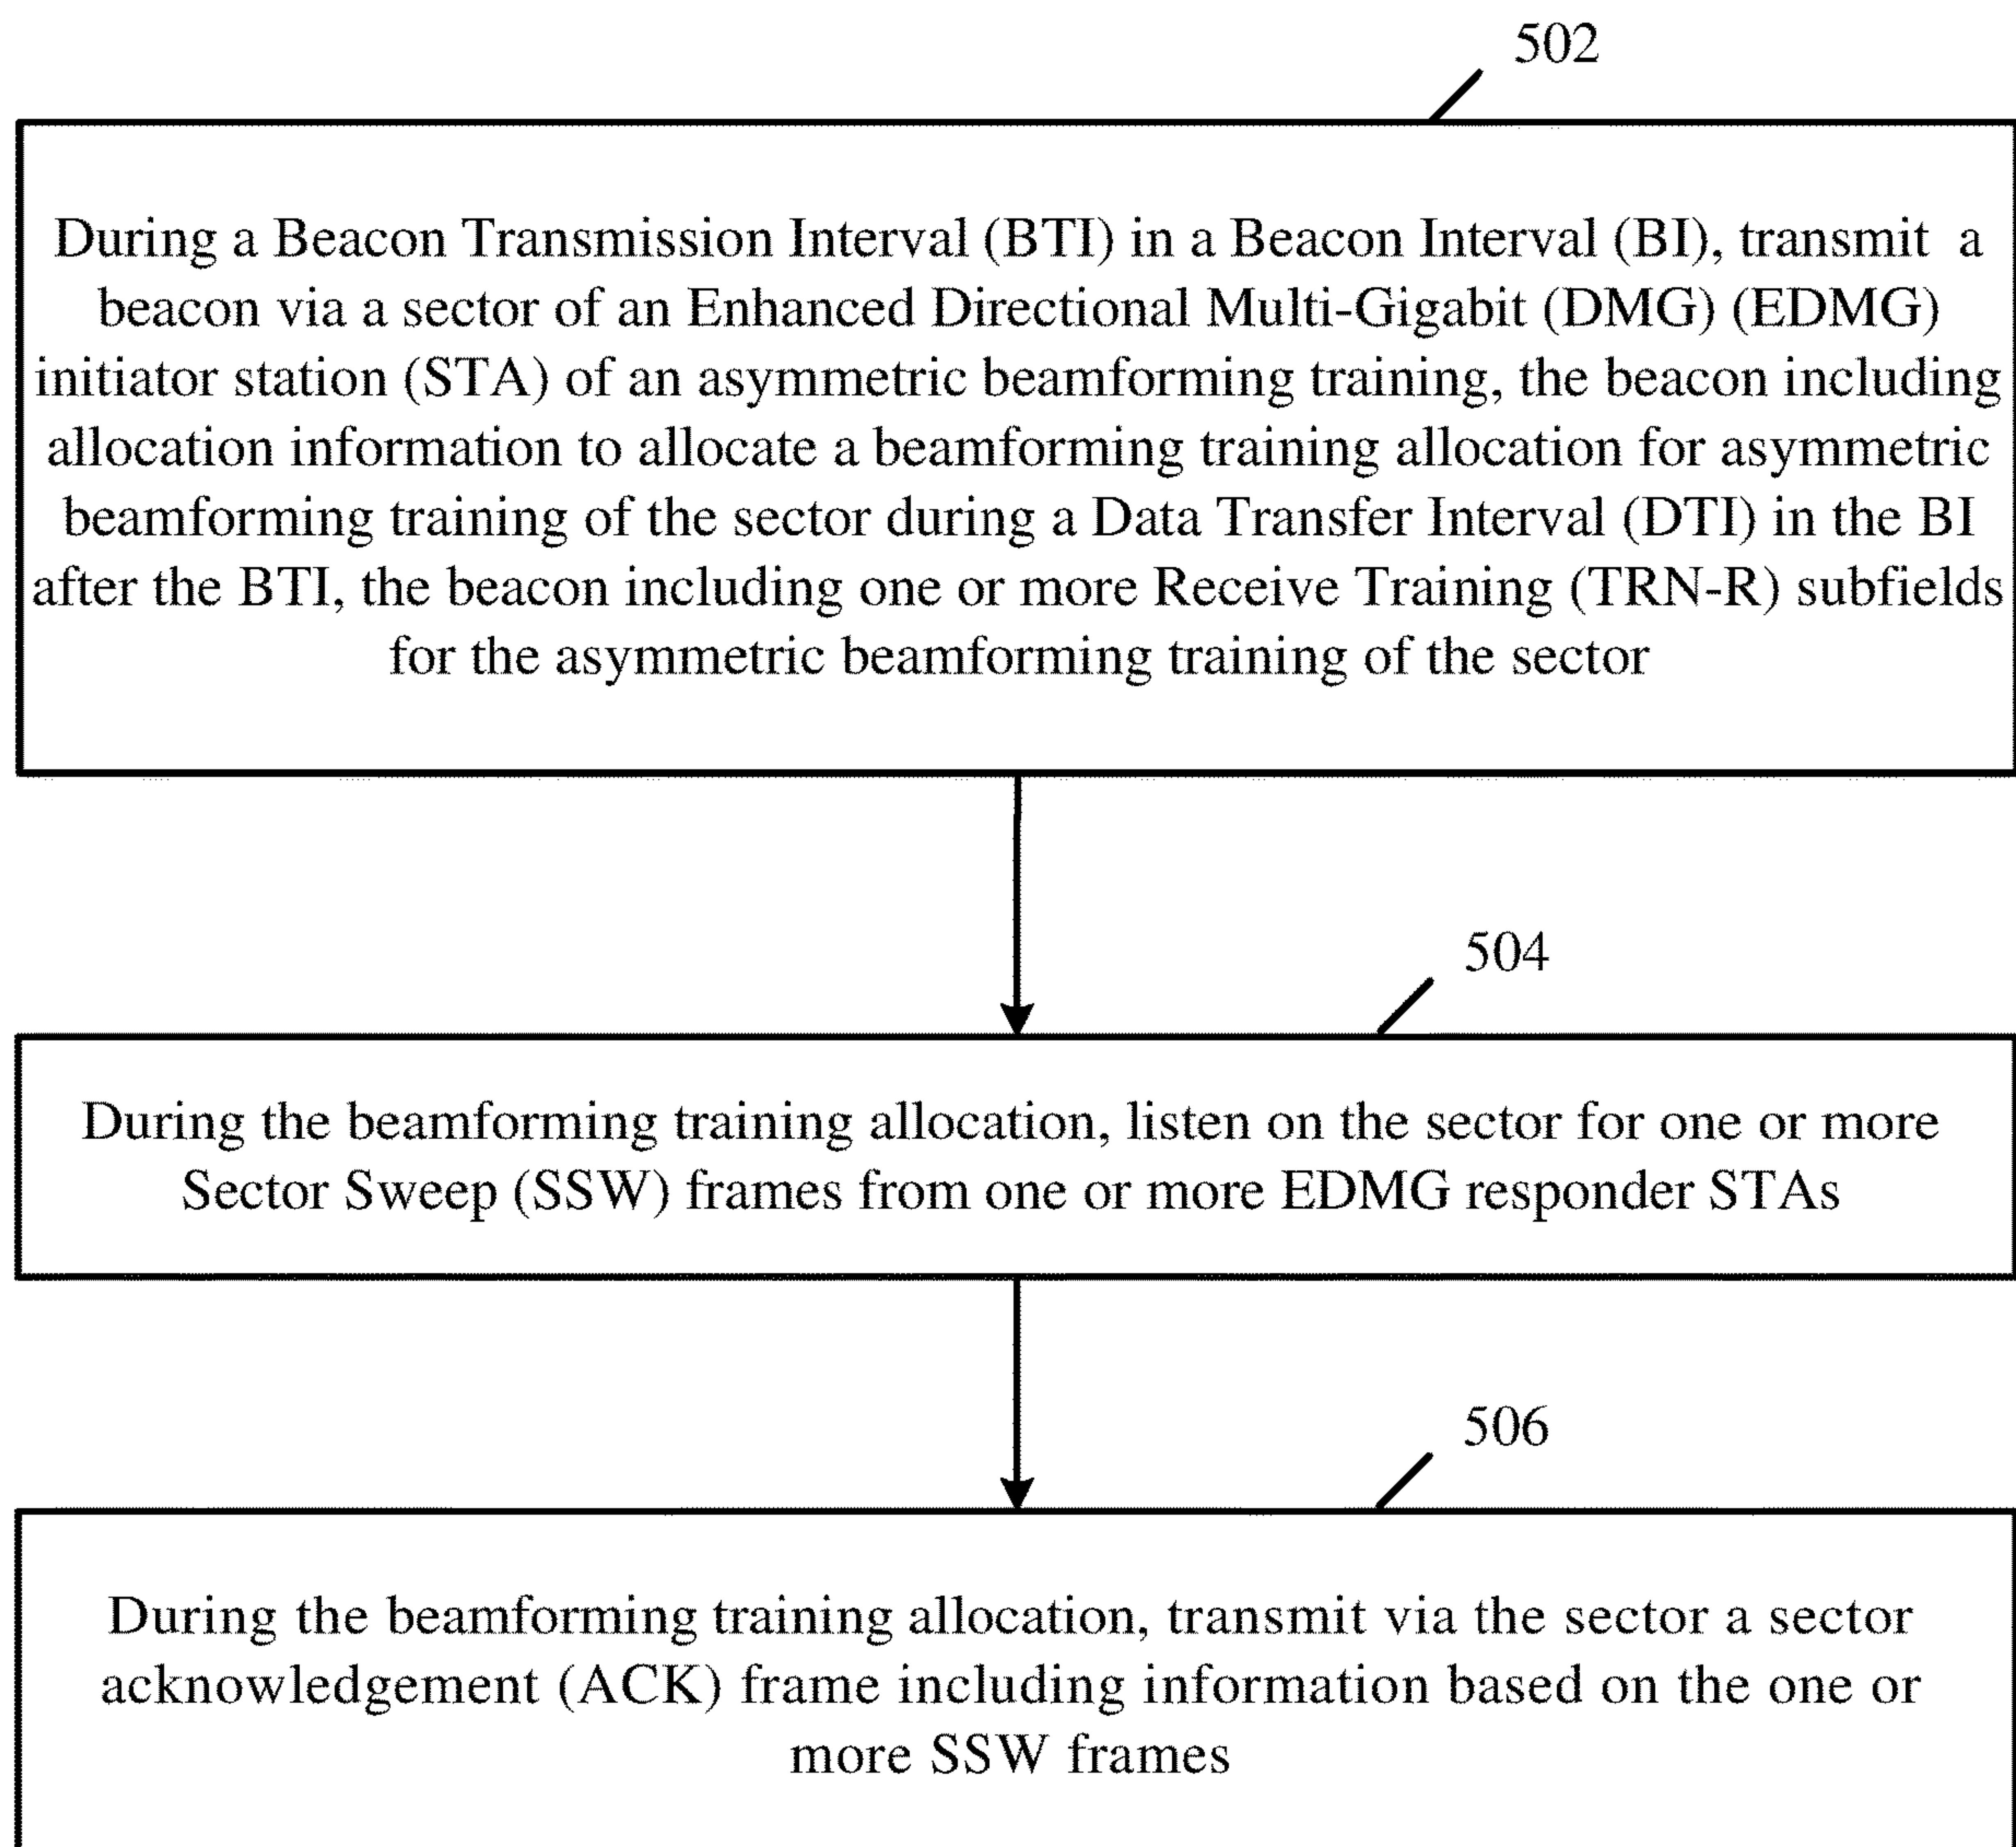 502
During a Beacon Transmission Interval (BTI) in a Beacon Interval (BI), transmit a
beacon via a sector of an Enhanced Directional Multi-Gigabit (DMG) (EDMG)
initiator station (STA) of an asymmetric beamforming training, the beacon including
allocation information to allocate a beamforming training allocation for asymmetric
beamforming training of the sector during a Data Transfer Interval (DTI) in the BI
after the BTI, the beacon including one or more Receive Training (TRN-R) subfields
for the asymmetric beamforming training of the sector
504
During the beamforming training allocation, listen on the sector for one or more
Sector Sweep (SSW) frames from one or more EDMG responder STAs
506
During the beamforming training allocation, transmit via the sector a sector
acknowledgement (ACK) frame including information based on the one or
more SSW frames